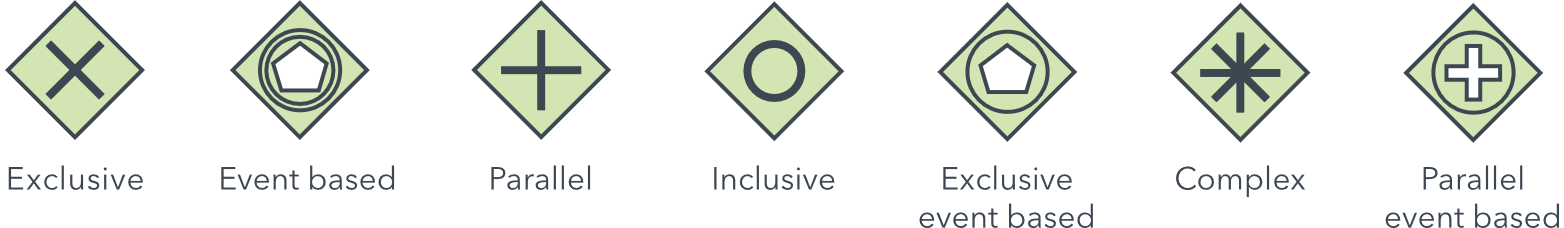 Exclusive
Event based
Parallel
Inclusive
Exclusive
event based
Complex
Parallel
event based